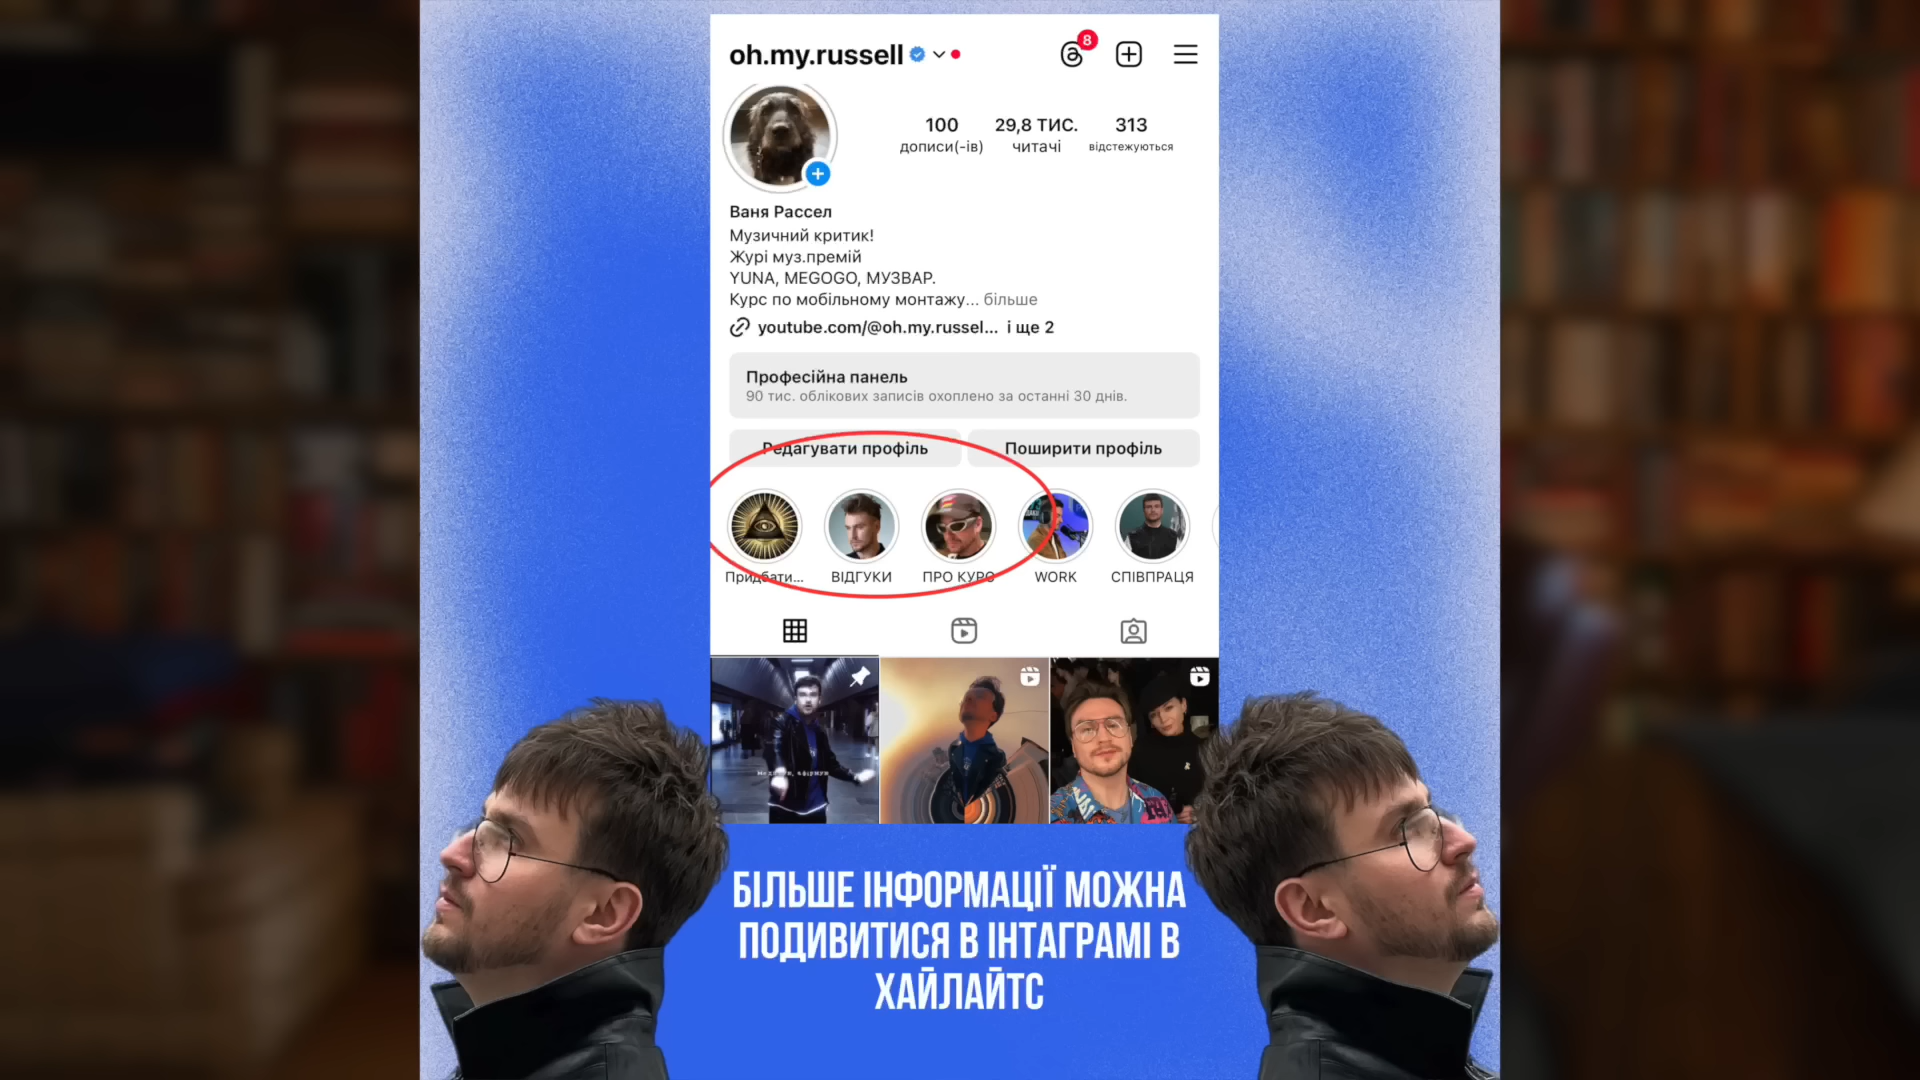 oh.my.russell
8
100 29,8 ТИС. 313
дописи(-ів) читачі відстежуються
Ваня Рассел
Музичний критик!
Журі муз.премій
YUNA, MEGOGO, МУЗВАР.
Курс по мобільному монтажу... більше
youtube.com/@oh.my.russel... і ще 2
Професійна панель
90 тис. облікових записів охоплено за останні 30 днів.
Редагувати профіль Поширити профіль
Придбати... ВІДГУКИ ПРО КУРС WORK СПІВПРАЦЯ
БІЛЬШЕ ІНФОРМАЦІЇ МОЖНА
ПОДИВИТИСЯ В ІНТАГРАМІ В
ХАЙЛАЙТС